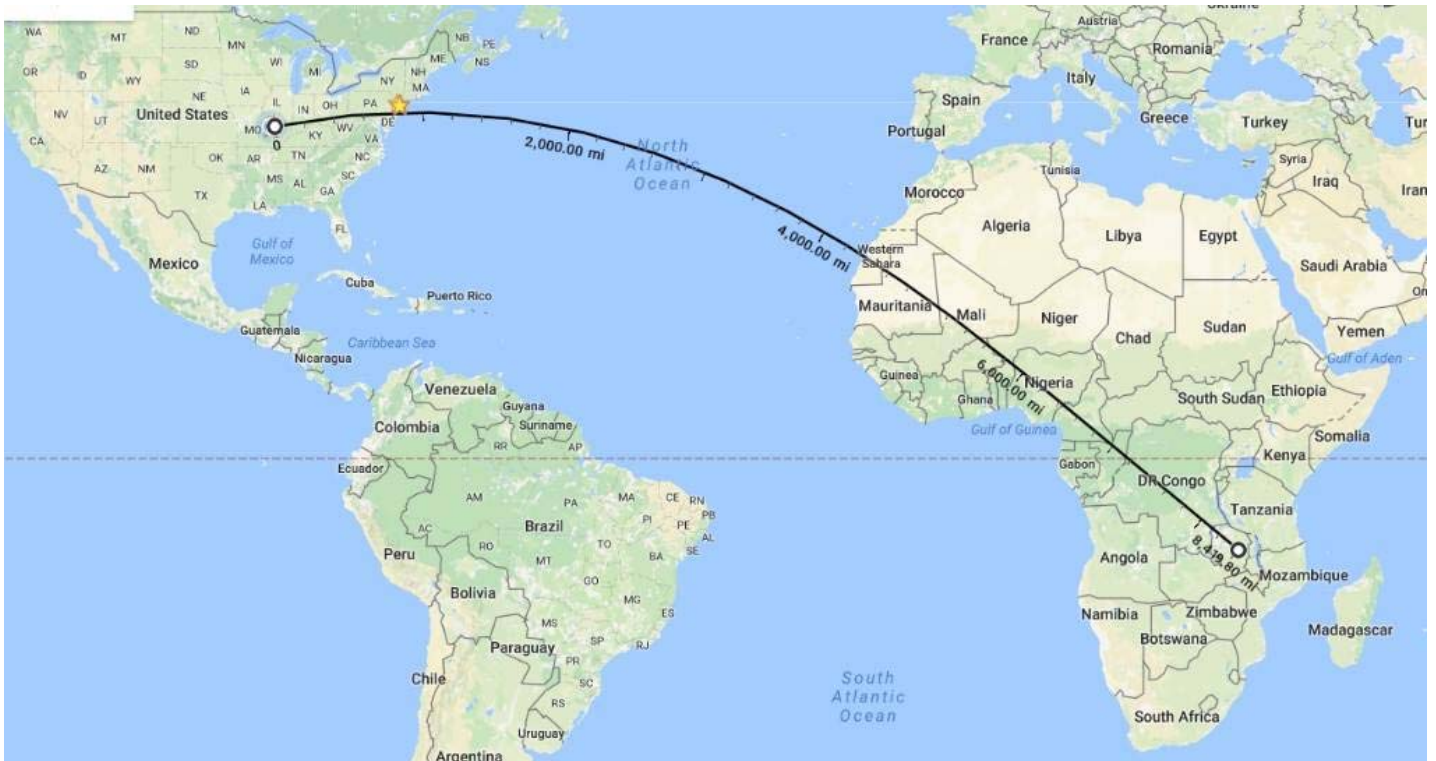 Ukraine
WA
MT
ND
MN
NB
PE
ME
NS
OR
ID
SD
WI
MI
NY
NH
MA
WY
NE
IA
IL
IN
OH
PA
NV
UT
United States
MO
KY
WV
DE
VA
CA
0
AZ
NM
OK
AR
TN
NC
TX
MS
AL
SC
GA
LA
FL
Austria
France
Romania
Italy
Spain
Portugal
Greece
Turkey
Tur
Syria
Iraq
Iran
Tunisia
Morocco
2,000.00 mi
North
Atlantic
Ocean
Gulf of
Mexico
Mexico
Cuba
Puerto Rico
Guatemala
Caribbean Sea
Nicaragua
4,000.00 mi
Western
Sahara
Algeria
Libya
Egypt
Saudi Arabia
On
Mauritania
Mali
Niger
Chad
Sudan
Yemen
Gulf of Aden
Guinea
Ghana
6,000.00 mi
Nigeria
South Sudan
Ethiopia
Gulf of Guinea
Somalia
Venezuela
Guyana
Suriname
Colombia
RR
AP
Ecuador
Gabon
Kenya
DR Congo
Tanzania
AM
PA
MA
CE
RN
PB
PI
PE
AL
AC
Brazil
TO
SE
RO
BA
Peru
MT
GO
Bolivia
MG
ES
MS
SP
RJ
Paraguay
PR
SC
Chile
RS
Uruguay
Argentina
Angola
8,419.80 mi
Mozambique
Namibia
Zimbabwe
Botswana
Madagascar
South
Atlantic
Ocean
South Africa